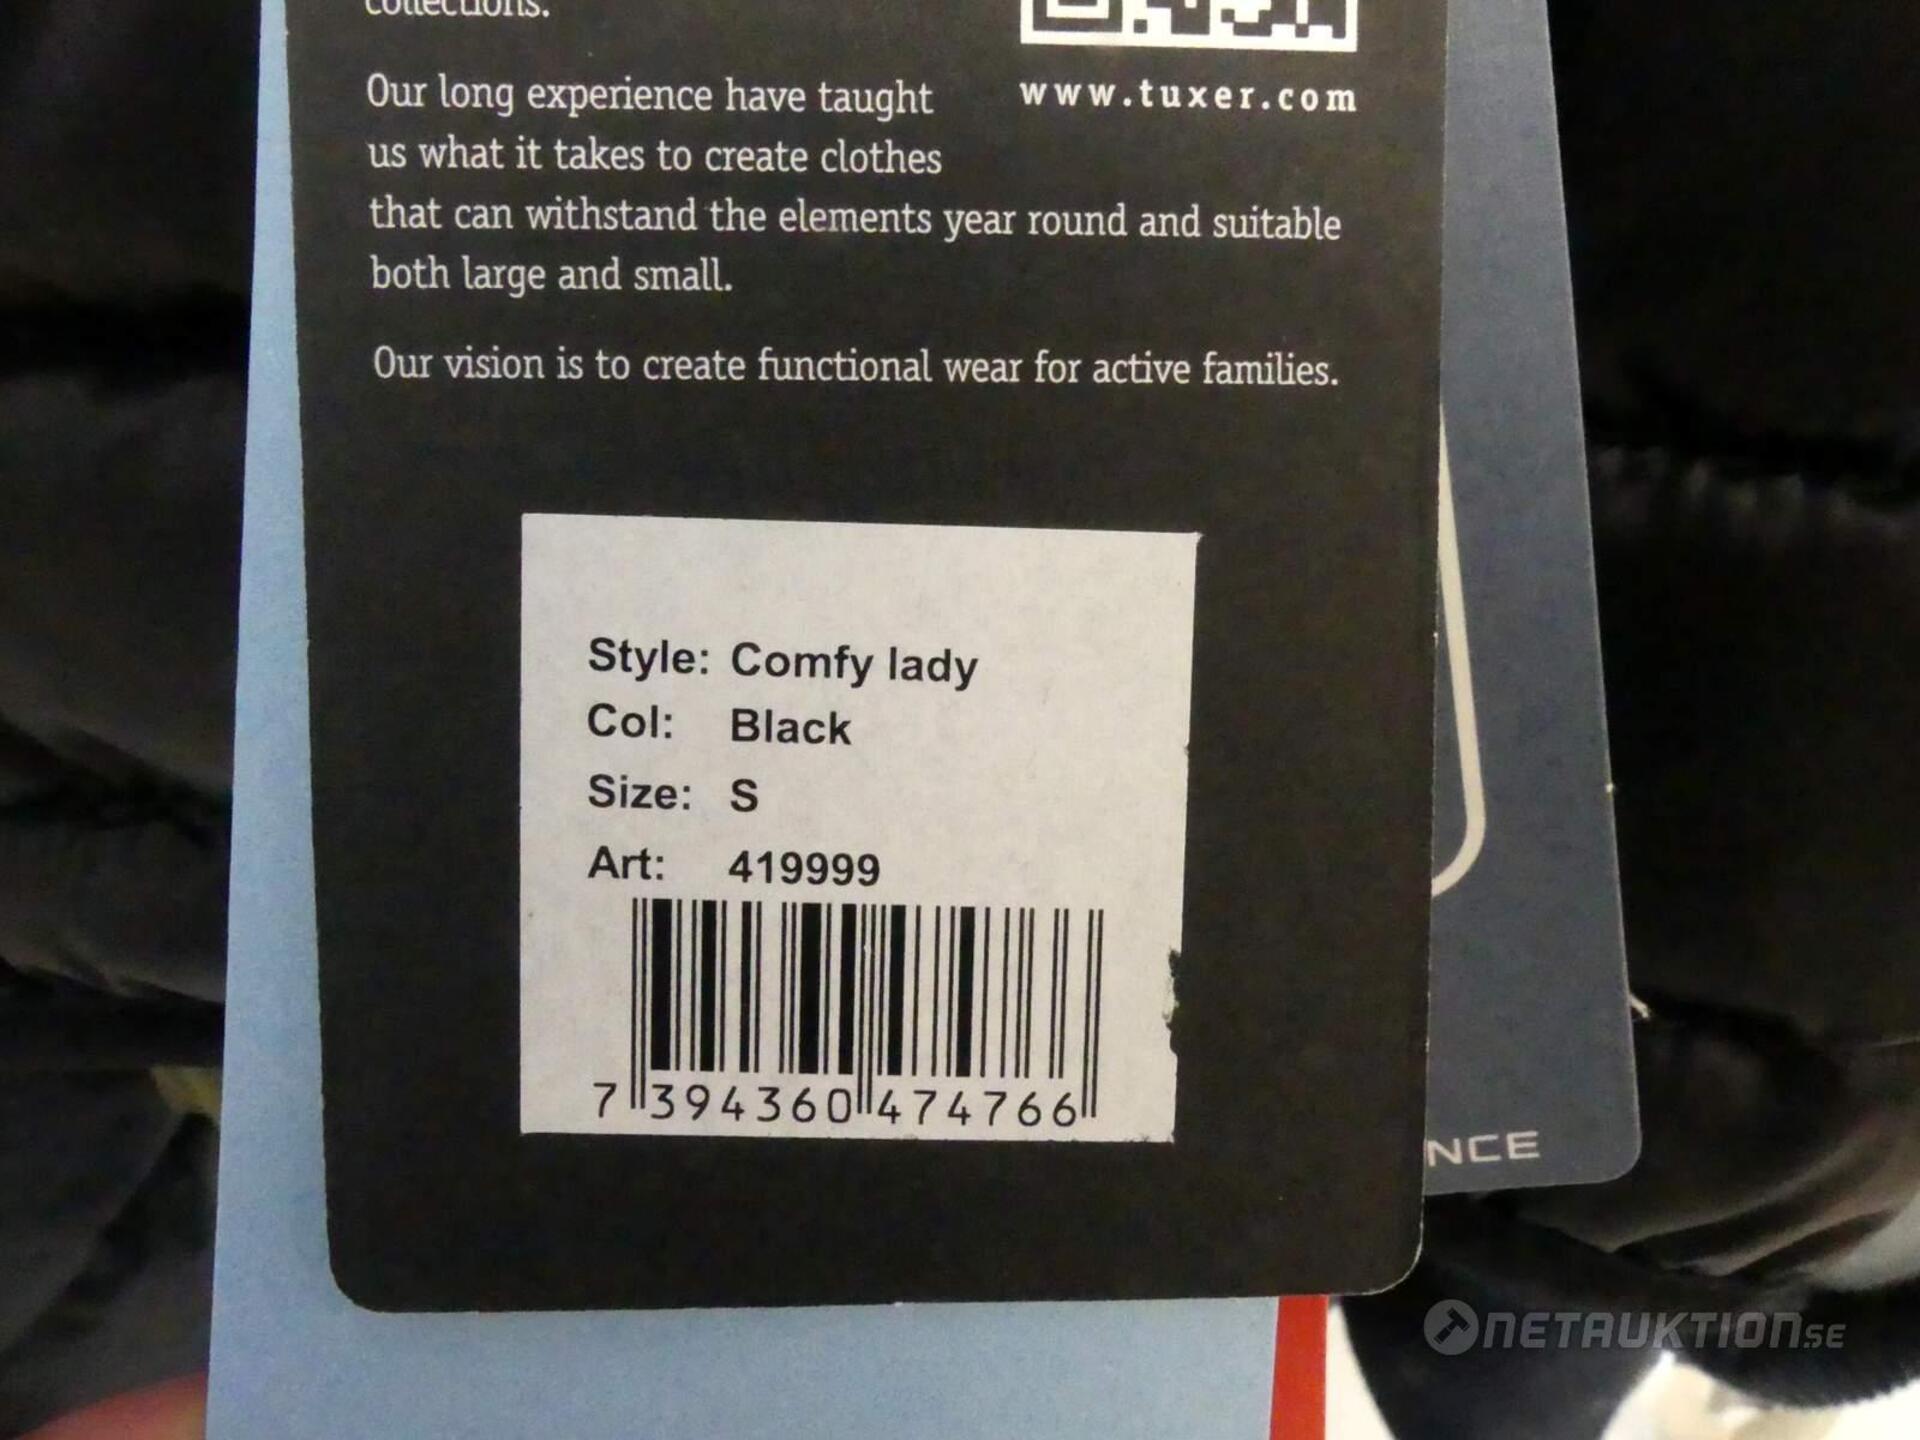 collections.
Our long experience have taught
us what it takes to create clothes
that can withstand the elements year round and suitable
both large and small.
www.tuxer.com
Our vision is to create functional wear for active families.
Style: Comfy lady
Col: Black
Size: S
Art: 419999
7 394360 474766
NCE
NETAUKTION.SE